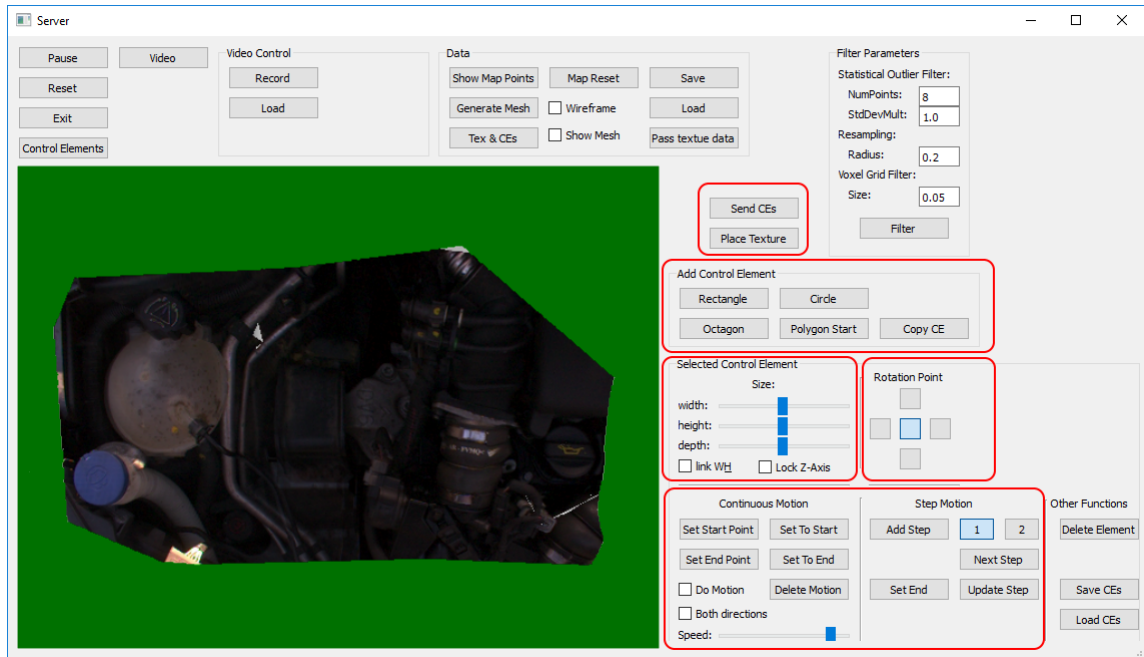 Server
Pause
Video
Reset
Exit
Control Elements
Video Control
Record
Load
Data
Show Map Points
Map Reset
Save
Generate Mesh
Wireframe
Load
Tex & CEs
Show Mesh
Pass textue data
Filter Parameters
Statistical Outlier Filter:
NumPoints: 8
StdDevMult: 1.0
Resampling:
Radius: 0.2
Voxel Grid Filter:
Size: 0.05
Filter
Send CEs
Place Texture
Add Control Element
Rectangle
Circle
Octagon
Polygon Start
Copy CE
Selected Control Element
Size:
width:
height:
depth:
link WH
Lock Z-Axis
Rotation Point
Continuous Motion
Set Start Point
Set To Start
Set End Point
Set To End
Do Motion
Delete Motion
Both directions
Speed:
Step Motion
Add Step
1
2
Next Step
Set End
Update Step
Other Functions
Delete Element
Save CEs
Load CEs